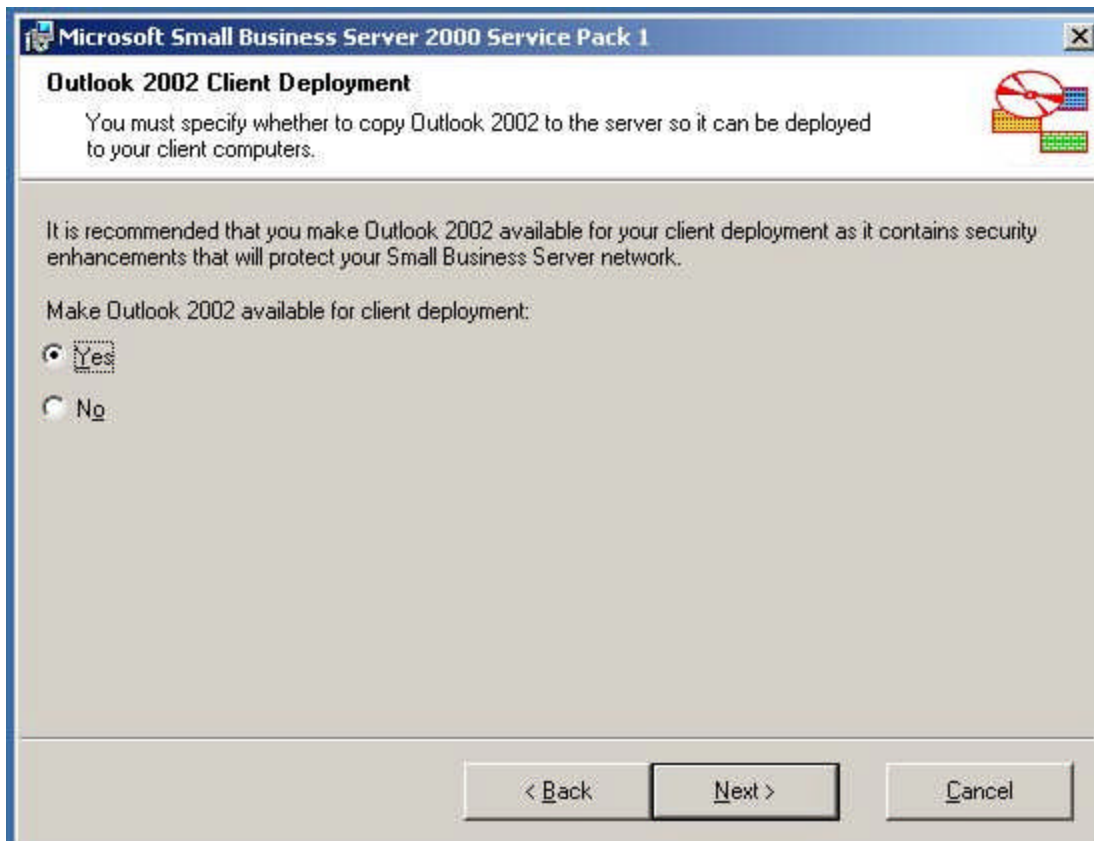 Microsoft Small Business Server 2000 Service Pack 1
Outlook 2002 Client Deployment
You must specify whether to copy Outlook 2002 to the server so it can be deployed
to your client computers.
It is recommended that you make Outlook 2002 available for your client deployment as it contains security
enhancements that will protect your Small Business Server network.
Make Outlook 2002 available for client deployment:
Yes
No
< Back
Next >
Cancel